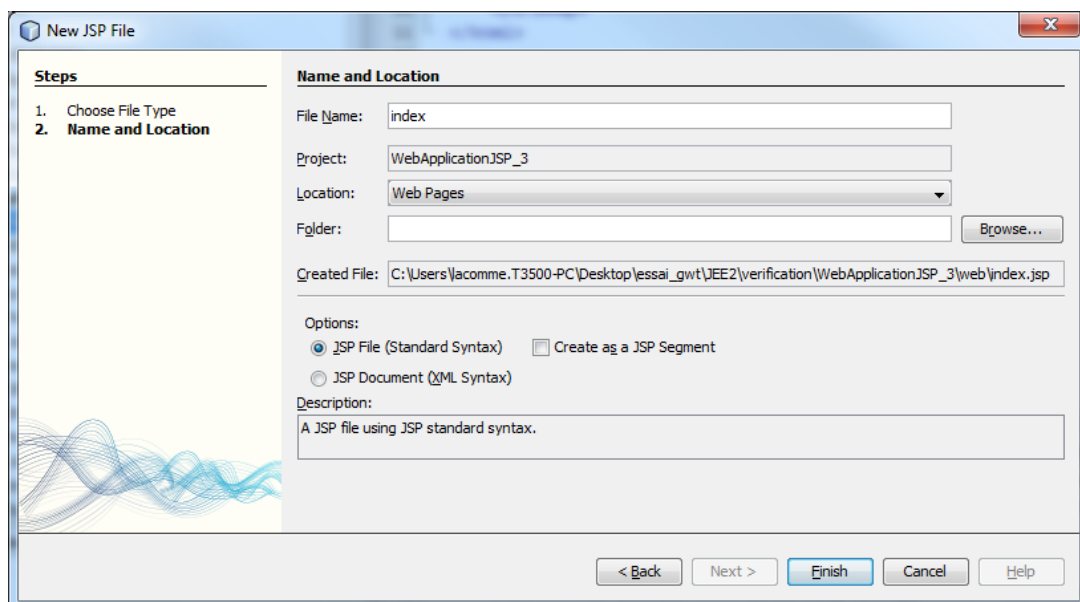 New JSP File
Steps
1. Choose File Type
2. Name and Location
Name and Location
File Name: index
Project: WebApplicationJSP_3
Location: Web Pages
Folder: Browse...
Created File: C:\Users\lacomme.T3500-PC\Desktop\essai_gwt\JEE2\verification\WebApplicationJSP_3\web\index.jsp
Options:
JSP File (Standard Syntax) Create as a JSP Segment
JSP Document (XML Syntax)
Description:
A JSP file using JSP standard syntax.
< Back Next > Finish Cancel Help